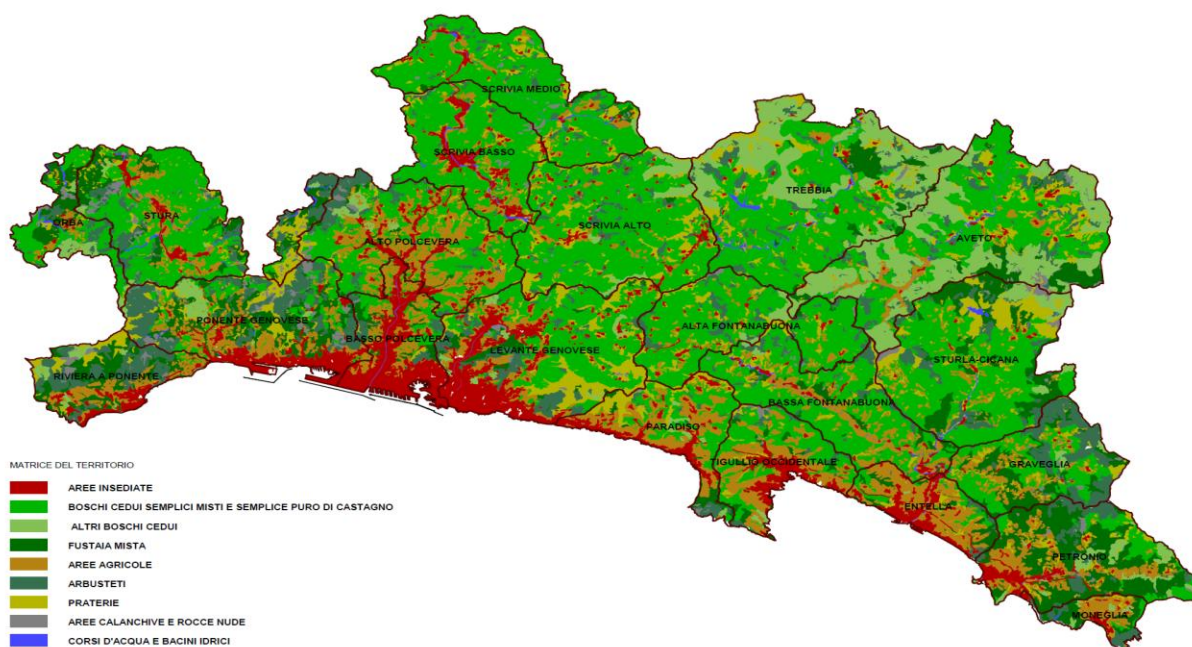 SCRIVIA MEDIO
SCRIVIA BASSO
TREBBIA
ORBA
STURA
SCRIVIA ALTO
ALTO POLCEVERA
AVETO
PONENTE GENOVESE
ALTA FONTANABUONA
BASSO POLCEVERA
LEVANTE GENOVESE
STURLA-CICANA
RIVIERA A PONENTE
BASSA FONTANABUONA
PARADISO
TIGULLIO OCCIDENTALE
GRAVEGLIA
ENTELLA
PETRONIO
MONEGLIA
MATRICE DEL TERRITORIO
AREE INSEDIATE
BOSCHI CEDUI SEMPLICI MISTI E SEMPLICE PURO DI CASTAGNO
ALTRI BOSCHI CEDUI
FUSTAIA MISTA
AREE AGRICOLE
ARBUSTETI
PRATERIE
AREE CALANCHIVE E ROCCE NUDE
CORSI D'ACQUA E BACINI IDRICI